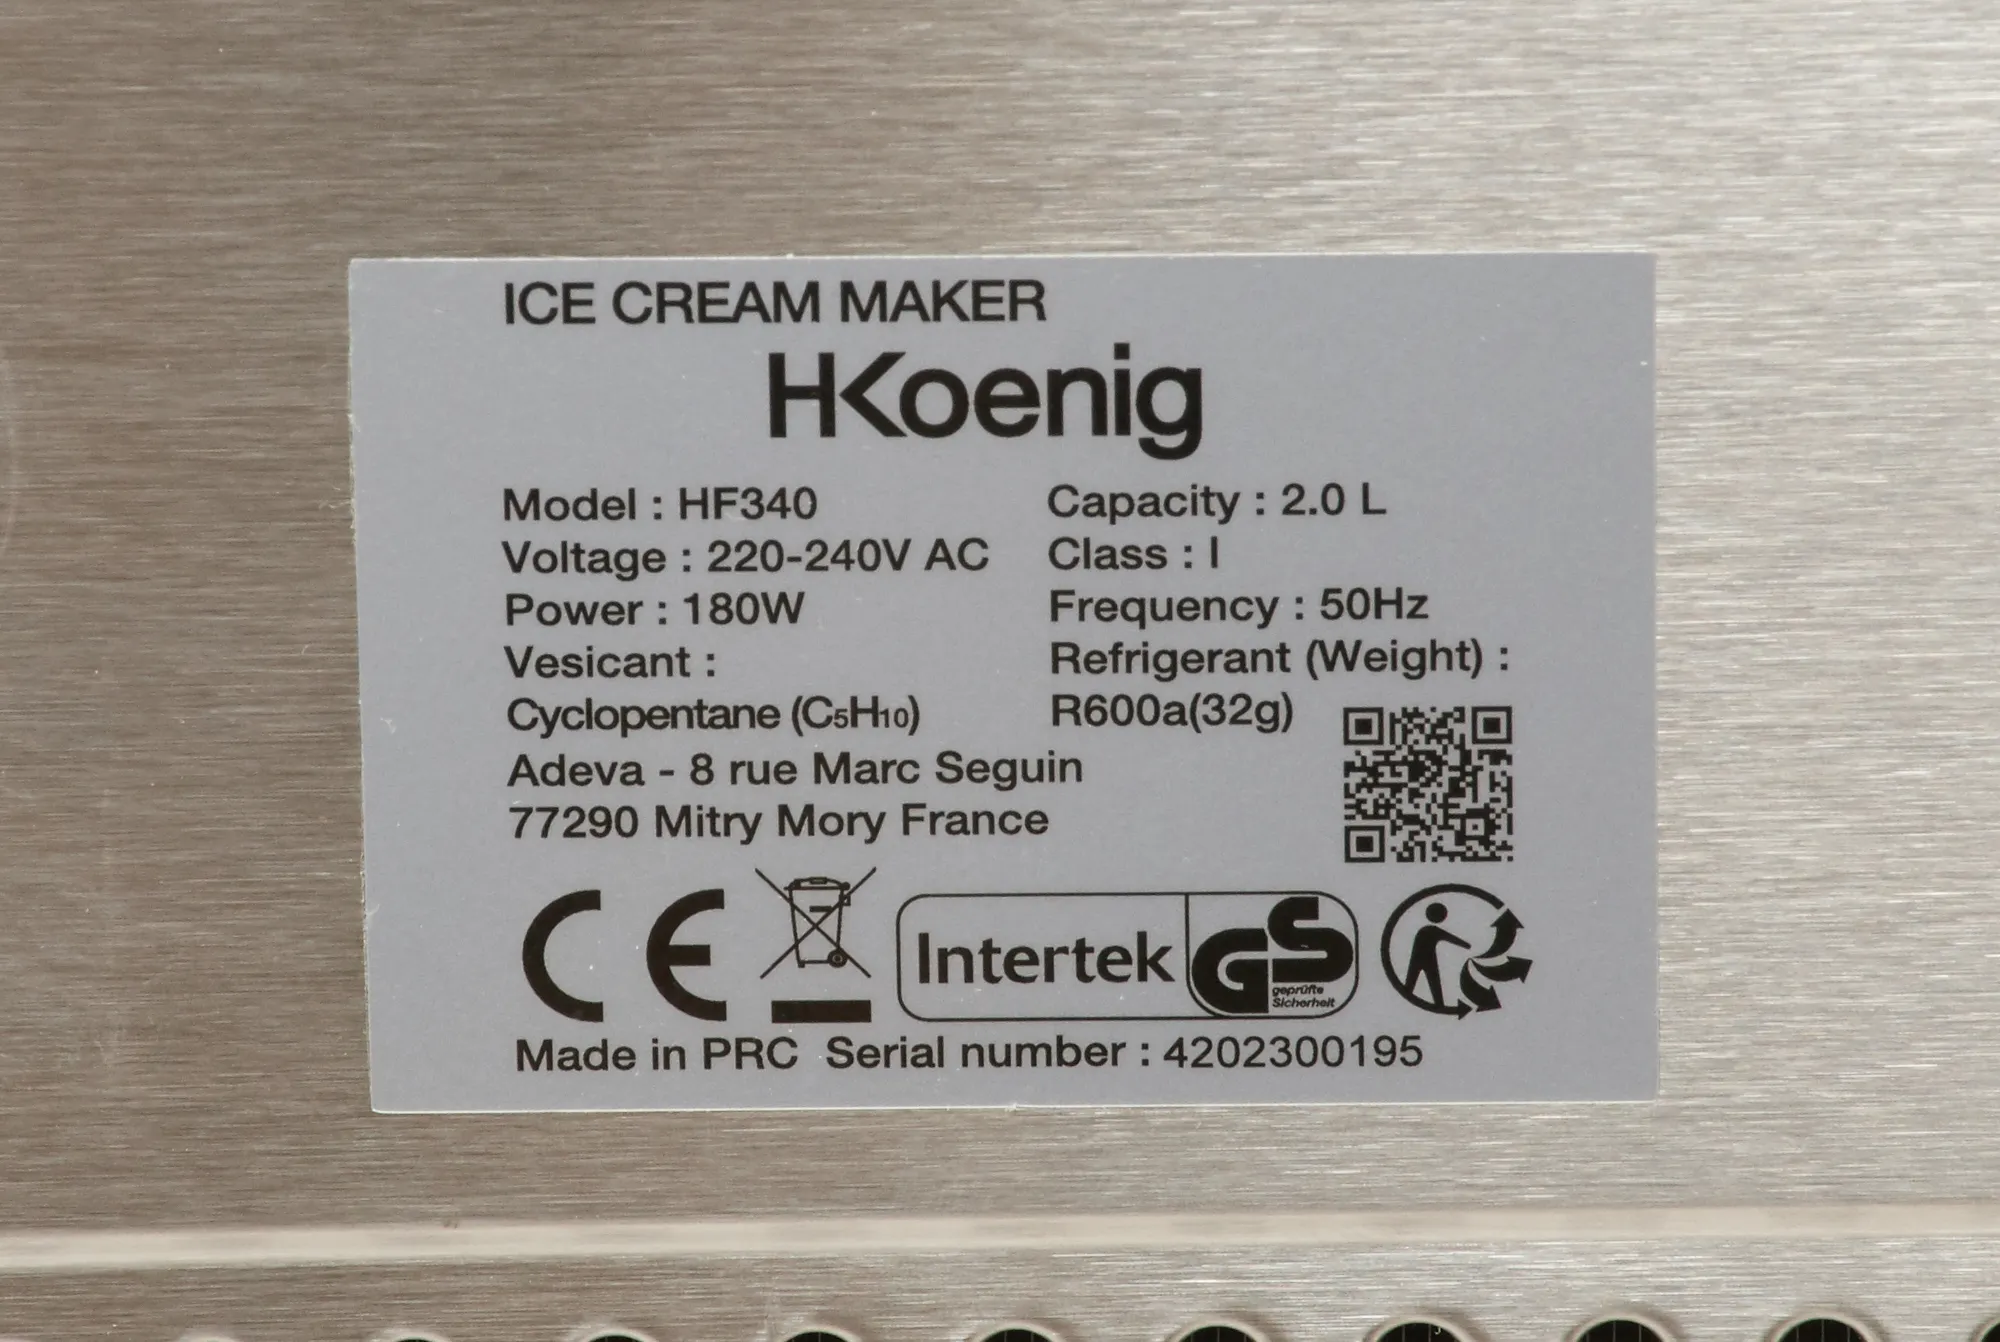 ICE CREAM MAKER
HKoenig
Model : HF340
Voltage : 220-240V AC
Power : 180W
Vesicant :
Cyclopentane (C₅H₁₀)
Capacity : 2.0 L
Class : I
Frequency : 50Hz
Refrigerant (Weight) :
R600a(32g)
Adeva - 8 rue Marc Seguin
77290 Mitry Mory France
CE
Intertek
GS
geprüfte
Sicherheit
Made in PRC Serial number : 4202300195